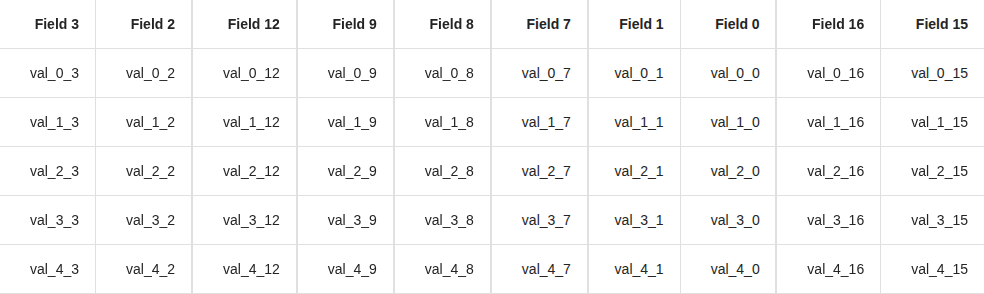 Field 3 Field 2 Field 12 Field 9 Field 8 Field 7 Field 1 Field 0 Field 16 Field 15
val_0_3 val_0_2 val_0_12 val_0_9 val_0_8 val_0_7 val_0_1 val_0_0 val_0_16 val_0_15
val_1_3 val_1_2 val_1_12 val_1_9 val_1_8 val_1_7 val_1_1 val_1_0 val_1_16 val_1_15
val_2_3 val_2_2 val_2_12 val_2_9 val_2_8 val_2_7 val_2_1 val_2_0 val_2_16 val_2_15
val_3_3 val_3_2 val_3_12 val_3_9 val_3_8 val_3_7 val_3_1 val_3_0 val_3_16 val_3_15
val_4_3 val_4_2 val_4_12 val_4_9 val_4_8 val_4_7 val_4_1 val_4_0 val_4_16 val_4_15